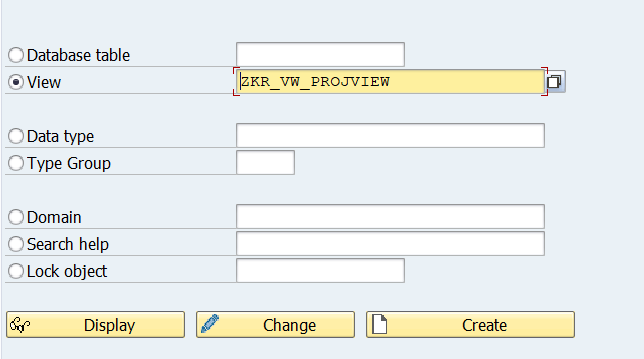 Database table
View ZKR_VW_PROJVIEW
Data type
Type Group
Domain
Search help
Lock object
Display Change Create